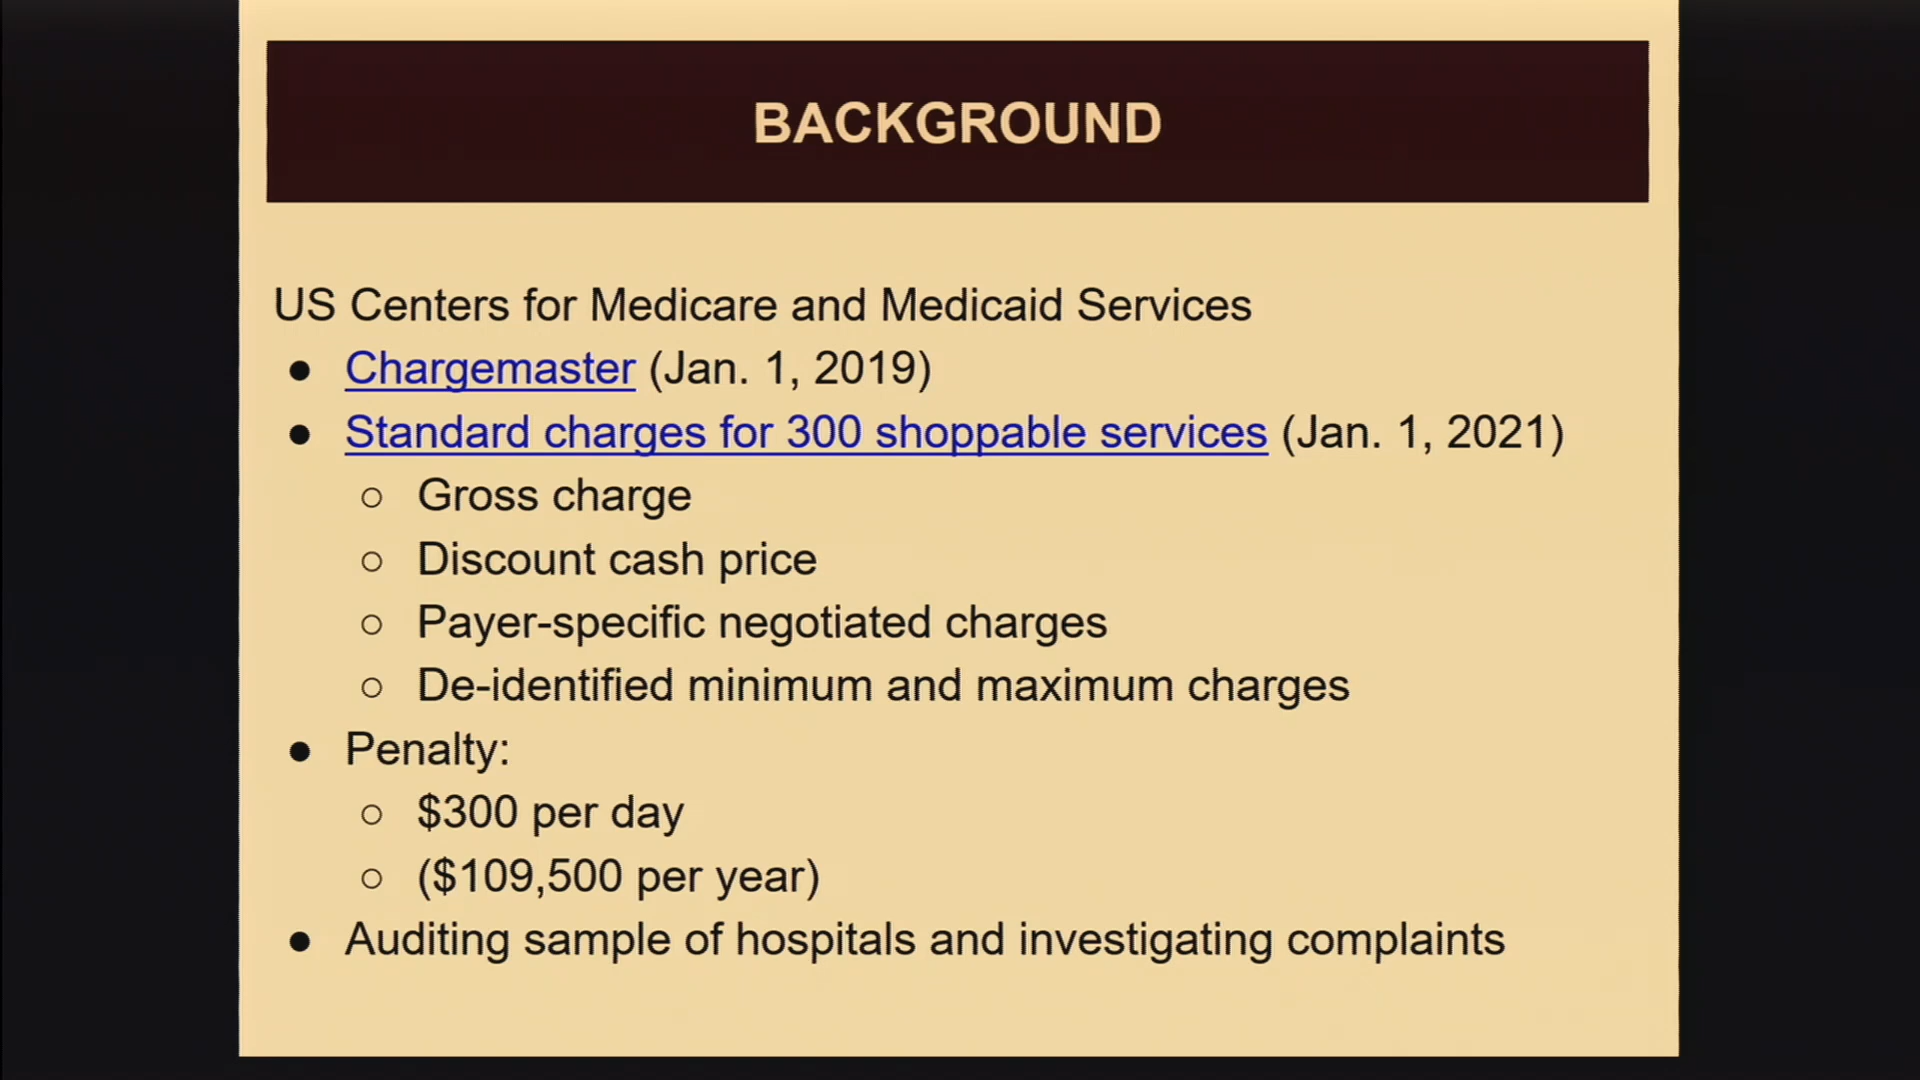 BACKGROUND
US Centers for Medicare and Medicaid Services
● Chargemaster (Jan. 1, 2019)
● Standard charges for 300 shoppable services (Jan. 1, 2021)
○ Gross charge
○ Discount cash price
○ Payer-specific negotiated charges
○ De-identified minimum and maximum charges
● Penalty:
○ $300 per day
○ ($109,500 per year)
● Auditing sample of hospitals and investigating complaints